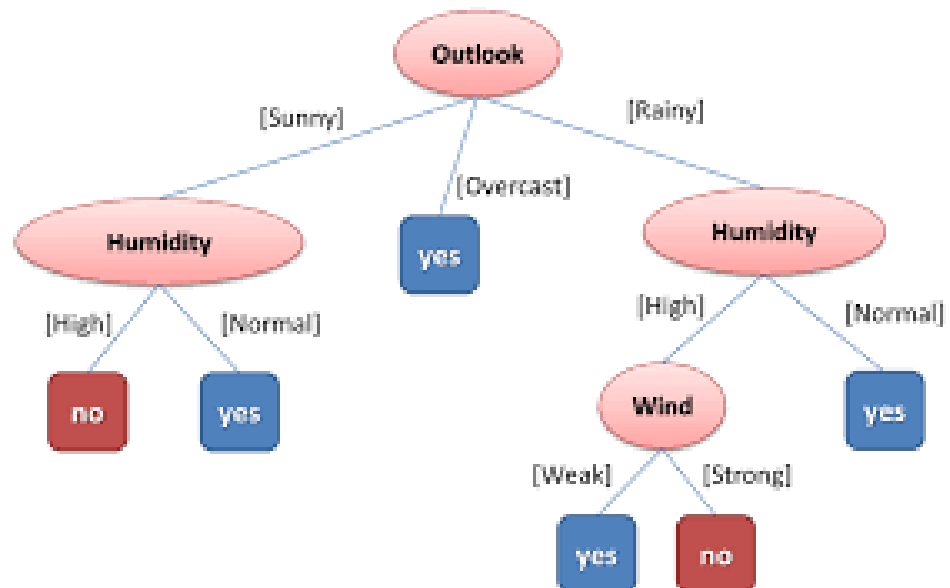 Outlook
[Sunny]
[Rainy]
[Overcast]
Humidity
yes
Humidity
[High]
[Normal]
[High]
[Normal]
no
yes
Wind
yes
[Weak]
[Strong]
yes
no